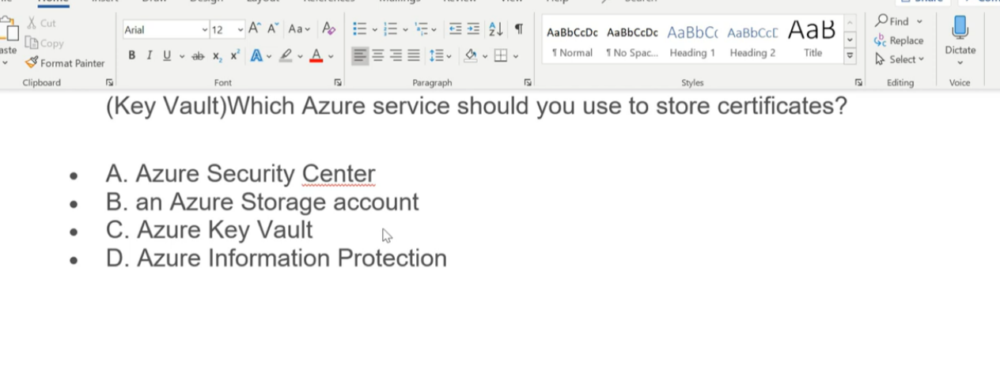 Cut
Copy
Format Painter
Clipboard
Arial
12
Aa
B I U ab x₂ x²
Font
Paragraph
AaBbCcDc AaBbCcDc AaBbC AaBbCcD AaB
¶ Normal ¶ No Spac... Heading 1 Heading 2 Title
Styles
Find
Replace
Select
Editing
Dictate
Voice
(Key Vault)Which Azure service should you use to store certificates?
• A. Azure Security Center
• B. an Azure Storage account
• C. Azure Key Vault
• D. Azure Information Protection